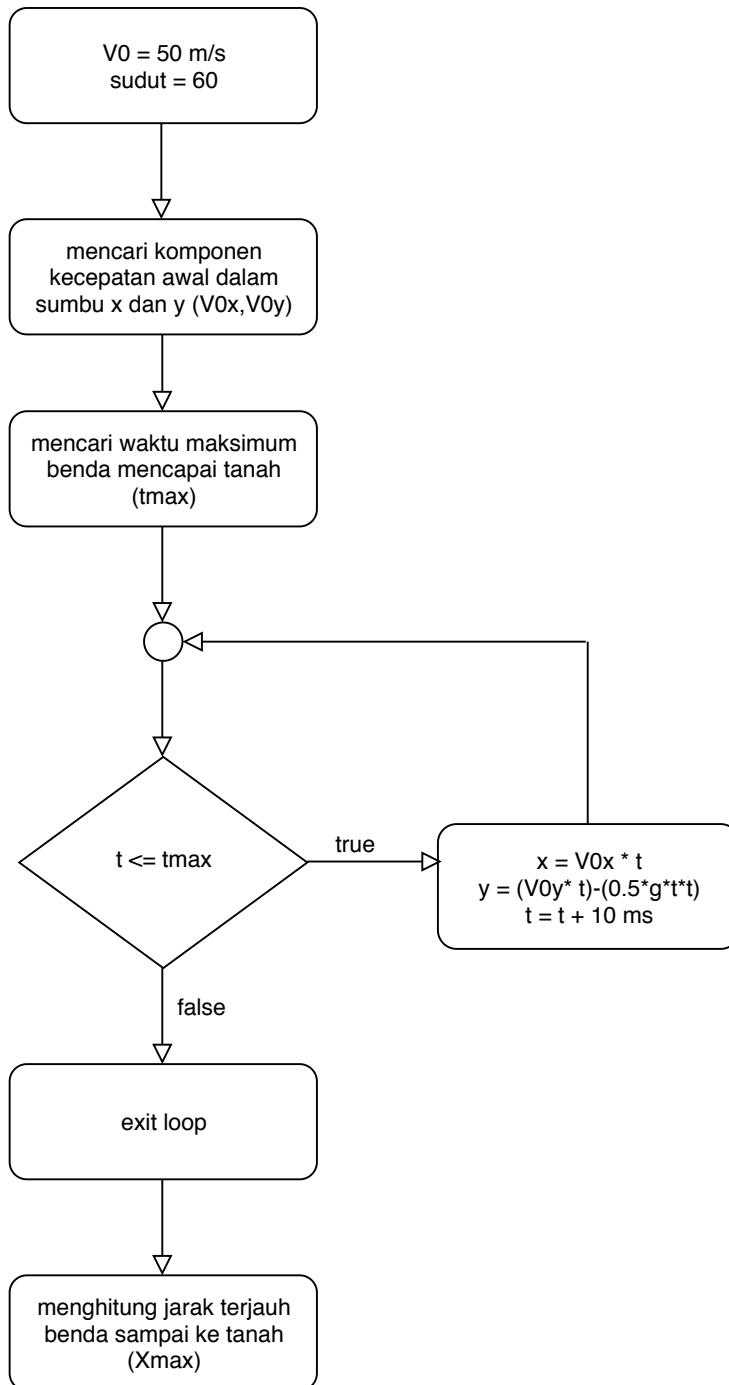 V0 = 50 m/s
sudut = 60
mencari komponen
kecepatan awal dalam
sumbu x dan y (V0x,V0y)
mencari waktu maksimum
benda mencapai tanah
(tmax)
t <= tmax
true
x = V0x * t
y = (V0y* t)-(0.5*g*t*t)
t = t + 10 ms
false
exit loop
menghitung jarak terjauh
benda sampai ke tanah
(Xmax)